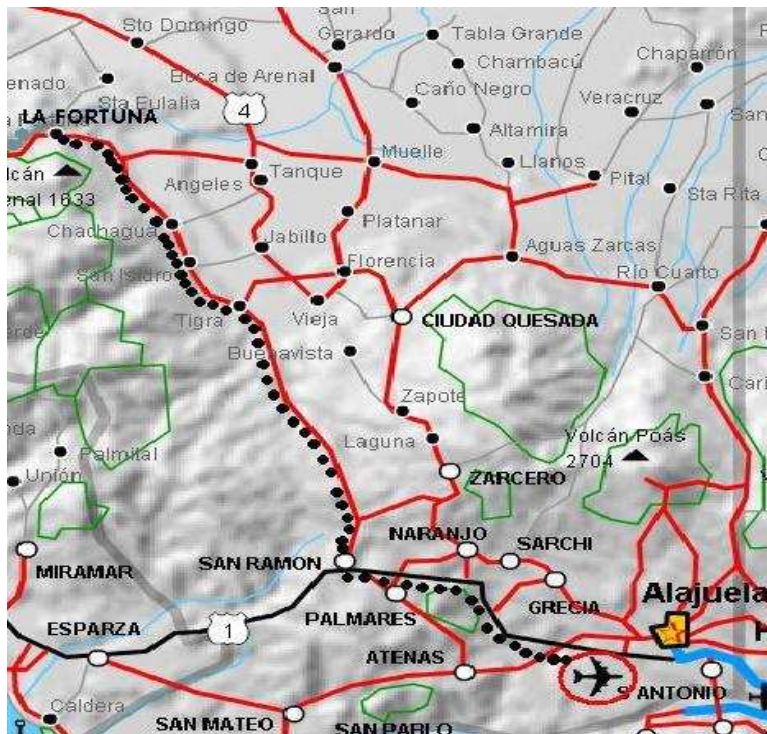 Sto Domingo
San
Gerardo
Tabla Grande
Chambacú
Chaparrón
Boca de Arenal
Caño Negro
Veracruz
Sta Eulalia
4
LA FORTUNA
Altamira
Muelle
Llanos
Tanque
Angeles
Pital
Sta Rita
1633
Chachagua
Platanar
Jabillo
Florencia
Aguas Zarcas
San Isidro
Río Cuarto
Tigra
Vieja
CIUDAD QUESADA
Buenavista
Zapote
Laguna
Volcán Poás
2704
Palmital
Unión
ZARCERO
NARANJO
SARCHI
SAN RAMON
MIRAMAR
Alajuela
GRECIA
PALMARES
ESPARZA
1
ATENAS
S ANTONIO
Caldera
SAN MATEO
SAN PABLO